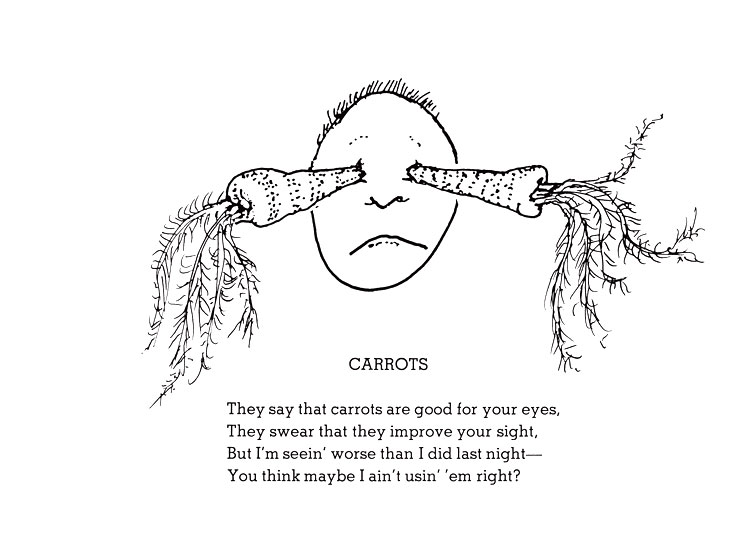 CARROTS
They say that carrots are good for your eyes,
They swear that they improve your sight,
But I'm seein' worse than I did last night—
You think maybe I ain't usin' 'em right?